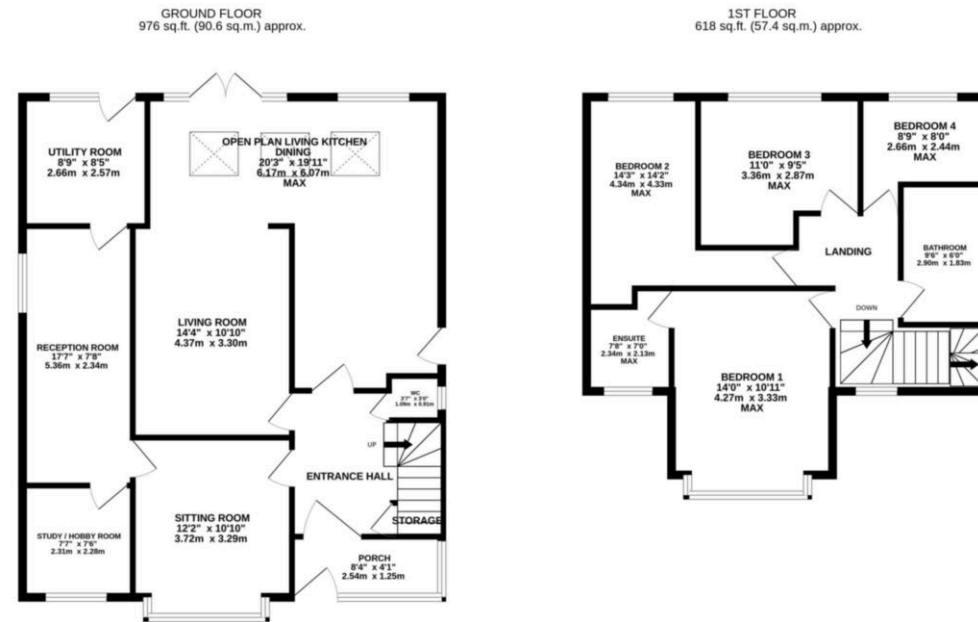 GROUND FLOOR
976 sq.ft. (90.6 sq.m.) approx.
1ST FLOOR
618 sq.ft. (57.4 sq.m.) approx.
UTILITY ROOM
8'9" x 8'5"
2.66m x 2.57m
OPEN PLAN LIVING KITCHEN
DINING
20'3" x 19'11"
6.17m x 6.07m
MAX
RECEPTION ROOM
17'7" x 7'8"
5.36m x 2.34m
LIVING ROOM
14'4" x 10'10"
4.37m x 3.30m
WC
3'7" x 3'0"
1.09m x 0.91m
UP
ENTRANCE HALL
STORAGE
STUDY / HOBBY ROOM
7'7" x 7'6"
2.31m x 2.28m
SITTING ROOM
12'2" x 10'10"
3.72m x 3.29m
PORCH
8'4" x 4'1"
2.54m x 1.25m
BEDROOM 2
14'3" x 14'2"
4.34m x 4.33m
MAX
BEDROOM 3
11'0" x 9'5"
3.36m x 2.87m
MAX
BEDROOM 4
8'9" x 8'0"
2.66m x 2.44m
MAX
LANDING
BATHROOM
9'6" x 6'0"
2.90m x 1.83m
DOWN
ENSUITE
7'8" x 7'0"
2.34m x 2.13m
MAX
BEDROOM 1
14'0" x 10'11"
4.27m x 3.33m
MAX